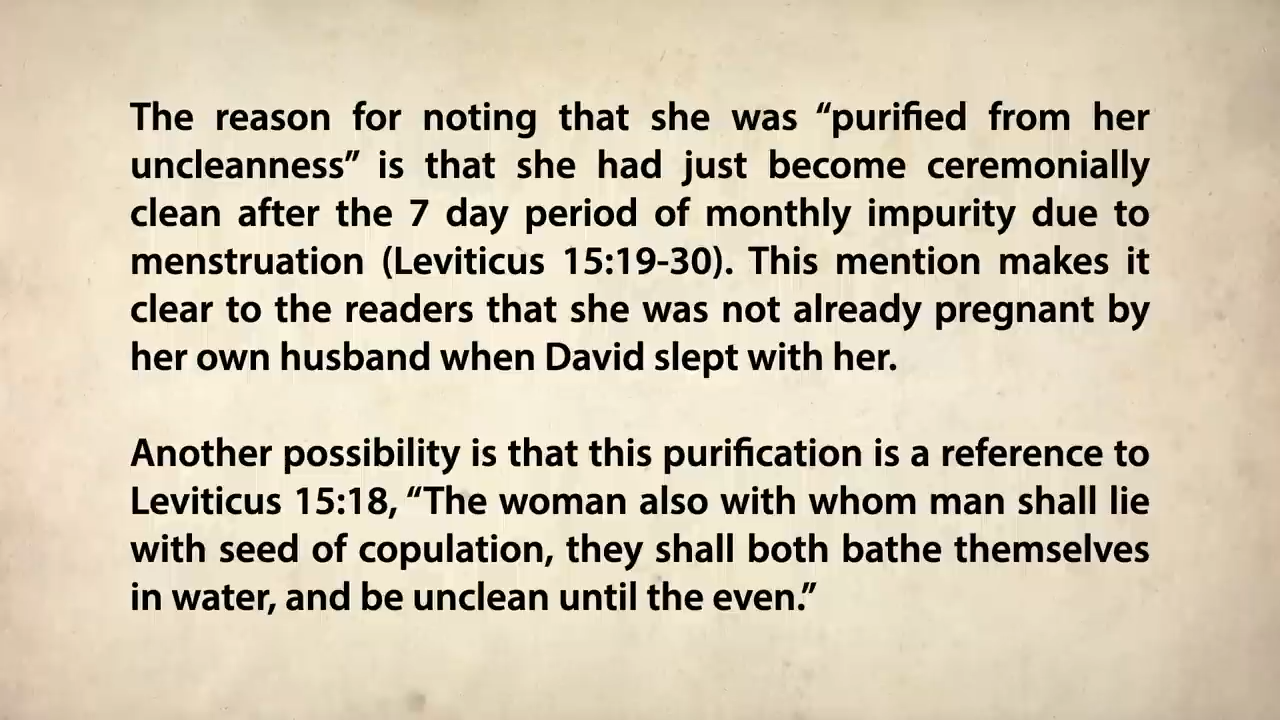 The reason for noting that she was “purified from her
uncleanness” is that she had just become ceremonially
clean after the 7 day period of monthly impurity due to
menstruation (Leviticus 15:19-30). This mention makes it
clear to the readers that she was not already pregnant by
her own husband when David slept with her.
Another possibility is that this purification is a reference to
Leviticus 15:18, “The woman also with whom man shall lie
with seed of copulation, they shall both bathe themselves
in water, and be unclean until the even.”